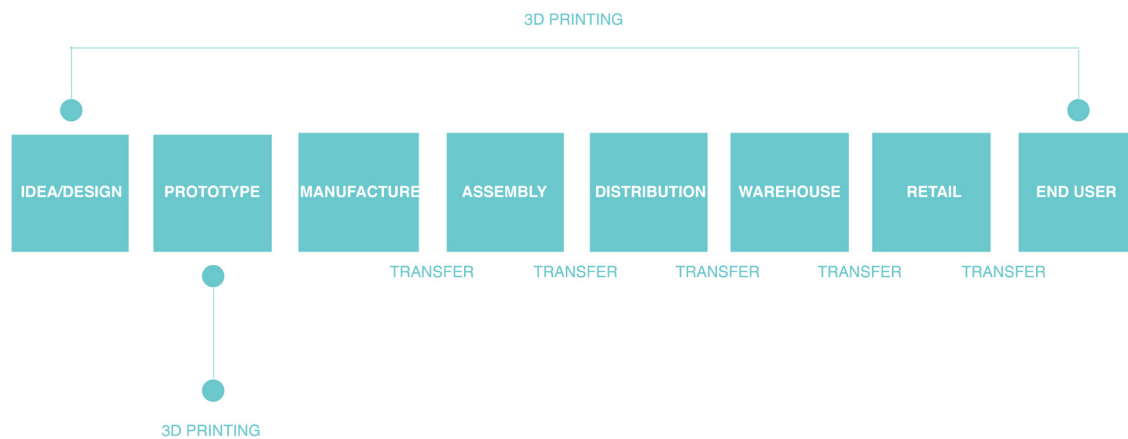 3D PRINTING
IDEA/DESIGN
PROTOTYPE
MANUFACTURE
ASSEMBLY
DISTRIBUTION
WAREHOUSE
RETAIL
END USER
TRANSFER
TRANSFER
TRANSFER
TRANSFER
TRANSFER
3D PRINTING